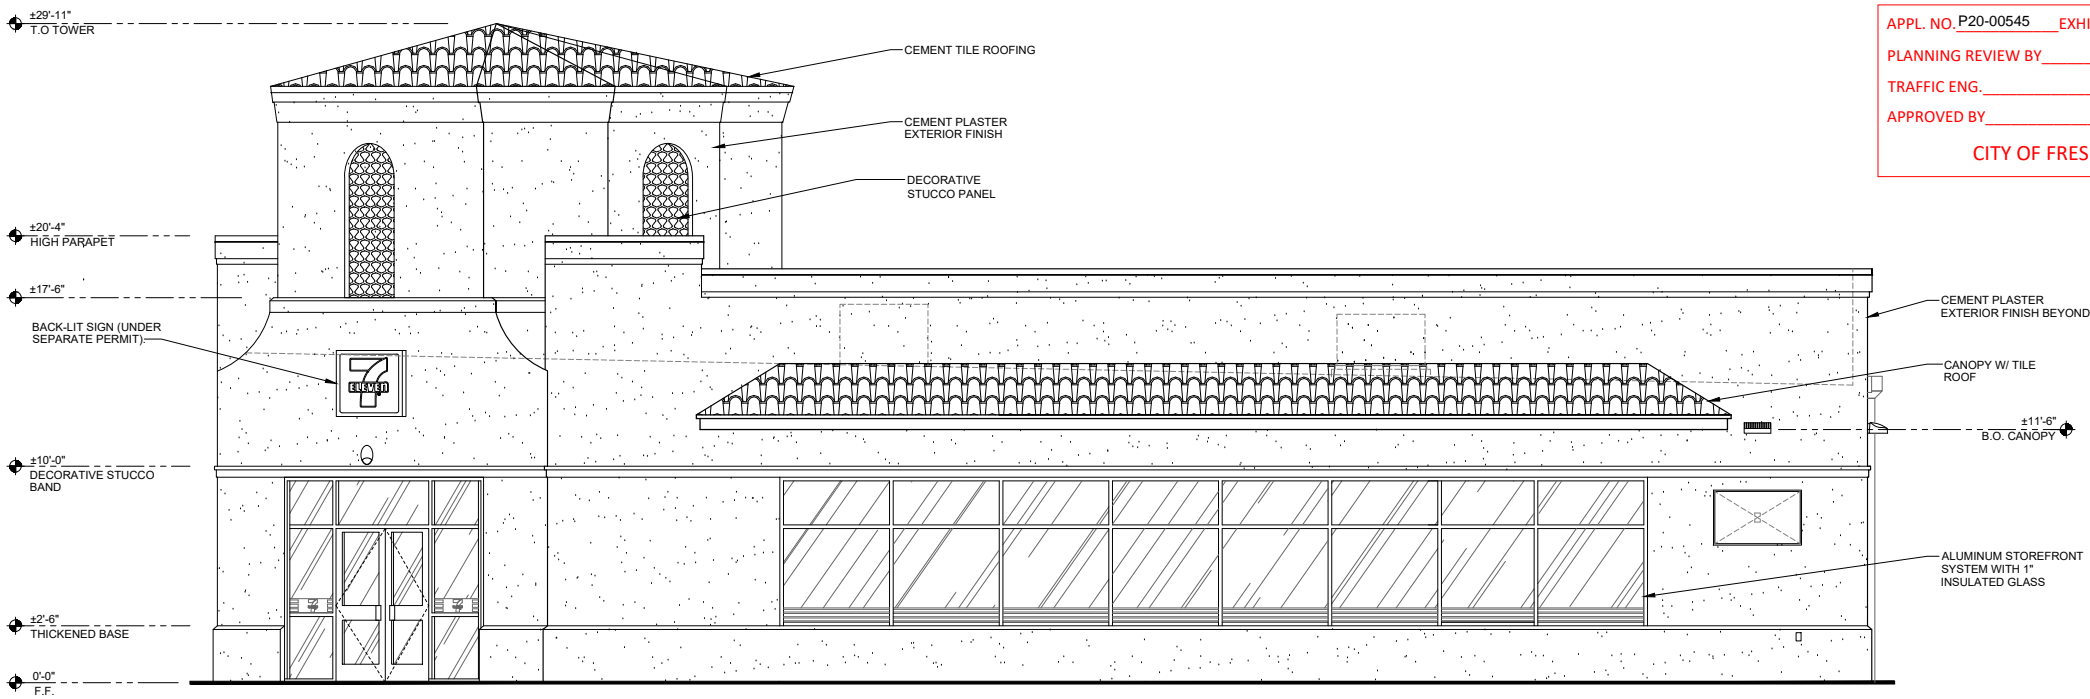 ±29'-11"
T.O TOWER
CEMENT TILE ROOFING
CEMENT PLASTER
EXTERIOR FINISH
DECORATIVE
STUCCO PANEL
±20'-4"
HIGH PARAPET
±17'-6"
BACK-LIT SIGN (UNDER
SEPARATE PERMIT)
7
ELEVEN
±10'-0"
DECORATIVE STUCCO
BAND
±2'-6"
THICKENED BASE
0'-0"
F.F.
APPL. NO. P20-00545 EXHI
PLANNING REVIEW BY
TRAFFIC ENG.
APPROVED BY
CITY OF FRES
CEMENT PLASTER
EXTERIOR FINISH BEYOND
CANOPY W/ TILE
ROOF
±11'-6"
B.O. CANOPY
ALUMINUM STOREFRONT
SYSTEM WITH 1"
INSULATED GLASS